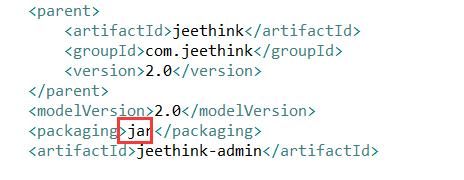 <parent>
<artifactId>jeethink</artifactId>
<groupId>com.jeethink</groupId>
<version>2.0</version>
</parent>
<modelVersion>2.0</modelVersion>
<packaging>jar</packaging>
<artifactId>jeethink-admin</artifactId>